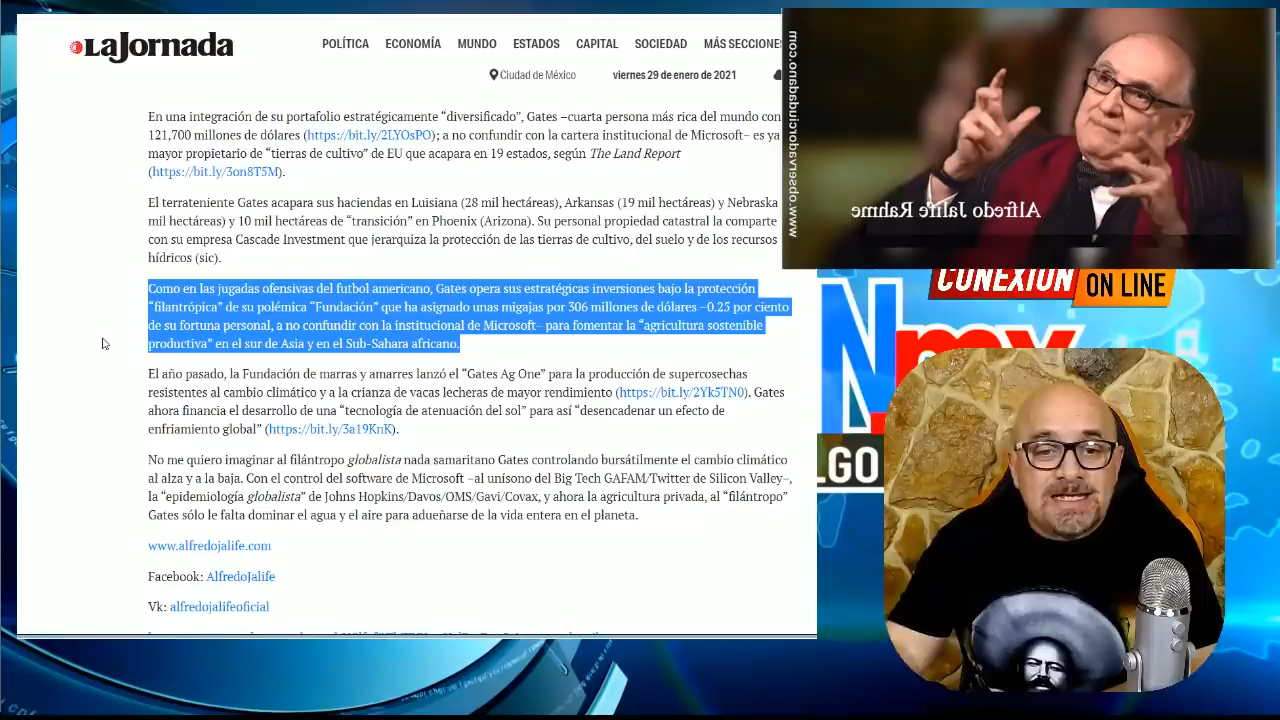 LaJornada
POLÍTICA ECONOMÍA MUNDO ESTADOS CAPITAL SOCIEDAD MÁS SECCIONES
Ciudad de México viernes 29 de enero de 2021
En una integración de su portafolio estratégicamente “diversificado”, Gates –cuarta persona más rica del mundo con
121,700 millones de dólares (https://bit.ly/2LYOsPO); a no confundir con la cartera institucional de Microsoft– es ya
mayor propietario de “tierras de cultivo” de EU que acapara en 19 estados, según The Land Report
(https://bit.ly/3on8T5M).
El terrateniente Gates acapara sus haciendas en Luisiana (28 mil hectáreas), Arkansas (19 mil hectáreas) y Nebraska
mil hectáreas) y 10 mil hectáreas de “transición” en Phoenix (Arizona). Su personal propiedad catastral la comparte
con su empresa Cascade Investment que jerarquiza la protección de las tierras de cultivo, del suelo y de los recursos
hídricos (sic).
Como en las jugadas ofensivas del futbol americano, Gates opera sus estratégicas inversiones bajo la protección
“filantrópica” de su polémica “Fundación” que ha asignado unas migajas por 306 millones de dólares –0.25 por ciento
de su fortuna personal, a no confundir con la institucional de Microsoft– para fomentar la “agricultura sostenible
productiva” en el sur de Asia y en el Sub-Sahara africano.
El año pasado, la Fundación de marras y amarres lanzó el “Gates Ag One” para la producción de supercosechas
resistentes al cambio climático y a la crianza de vacas lecheras de mayor rendimiento (https://bit.ly/2Yk5TN0). Gates
ahora financia el desarrollo de una “tecnología de atenuación del sol” para así “desencadenar un efecto de
enfriamiento global” (https://bit.ly/3a19KnK).
No me quiero imaginar al filántropo globalista nada samaritano Gates controlando bursátilmente el cambio climático
al alza y a la baja. Con el control del software de Microsoft –al unísono del Big Tech GAFAM/Twitter de Silicon Valley–,
la “epidemiología globalista” de Johns Hopkins/Davos/OMS/Gavi/Covax, y ahora la agricultura privada, al “filántropo”
Gates sólo le falta dominar el agua y el aire para adueñarse de la vida entera en el planeta.
www.alfredojalife.com
Facebook: AlfredoJalife
Vk: alfredojalifeoficial
www.observadorciudadano.com
Alfredo Jalife Rahme
CONEXIÓN
ON LINE
N
mx
LGO